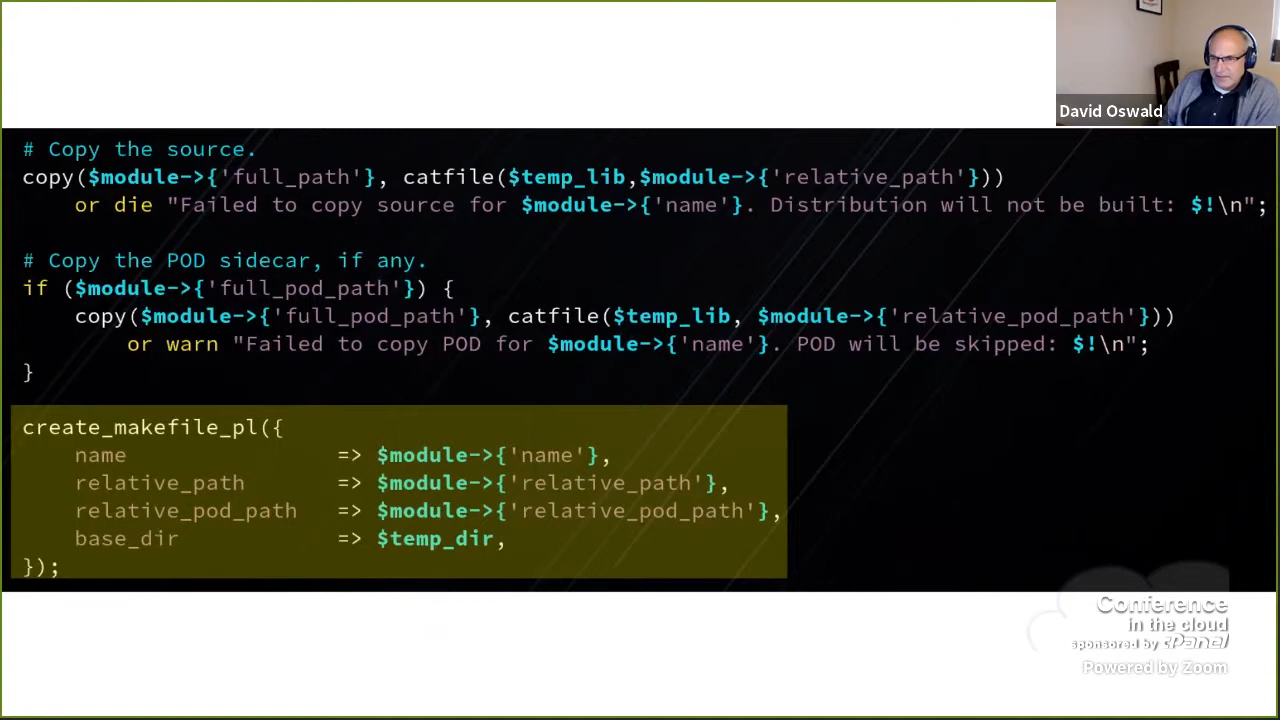 David Oswald
# Copy the source.
copy($module->{'full_path'}, catfile($temp_lib,$module->{'relative_path'}))
    or die "Failed to copy source for $module->{'name'}. Distribution will not be built: $!\n";
# Copy the POD sidecar, if any.
if ($module->{'full_pod_path'}) {
    copy($module->{'full_pod_path'}, catfile($temp_lib, $module->{'relative_pod_path'}))
        or warn "Failed to copy POD for $module->{'name'}. POD will be skipped: $!\n";
}
create_makefile_pl({
    name                => $module->{'name'},
    relative_path       => $module->{'relative_path'},
    relative_pod_path   => $module->{'relative_pod_path'},
    base_dir            => $temp_dir,
});
Conference
in the cloud
sponsored by cPanel
Powered by Zoom